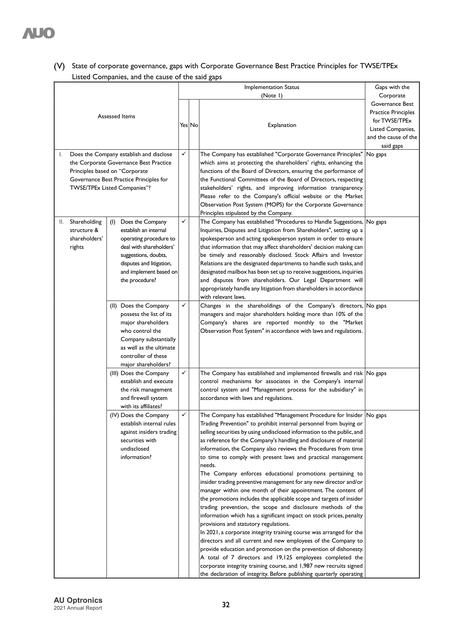 AUO
(V) State of corporate governance, gaps with Corporate Governance Best Practice Principles for TWSE/TPEx
Listed Companies, and the cause of the said gaps
Assessed Items
Implementation Status
(Note 1)
Yes No
Explanation
Gaps with the
Corporate
Governance Best
Practice Principles
for TWSE/TPEx
Listed Companies,
and the cause of the
said gaps
I. Does the Company establish and disclose
the Corporate Governance Best Practice
Principles based on "Corporate
Governance Best Practice Principles for
TWSE/TPEx Listed Companies"?
✓
The Company has established "Corporate Governance Principles"
which aims at protecting the shareholders' rights, enhancing the
functions of the Board of Directors, ensuring the performance of
the Functional Committees of the Board of Directors, respecting
stakeholders' rights, and improving information transparency.
Please refer to the Company's official website or the Market
Observation Post System (MOPS) for the Corporate Governance
Principles stipulated by the Company.
No gaps
II. Shareholding
structure &
shareholders'
rights
(I) Does the Company
establish an internal
operating procedure to
deal with shareholders'
suggestions, doubts,
disputes and litigation,
and implement based on
the procedure?
✓
The Company has established "Procedures to Handle Suggestions,
Inquiries, Disputes and Litigation from Shareholders", setting up a
spokesperson and acting spokesperson system in order to ensure
that information that may affect shareholders' decision making can
be timely and reasonably disclosed. Stock Affairs and Investor
Relations are the designated departments to handle such tasks, and
designated mailbox has been set up to receive suggestions, inquiries
and disputes from shareholders. Our Legal Department will
appropriately handle any litigation from shareholders in accordance
with relevant laws.
No gaps
(II) Does the Company
possess the list of its
major shareholders
who control the
Company substantially
as well as the ultimate
controller of these
major shareholders?
✓
Changes in the shareholdings of the Company's directors,
managers and major shareholders holding more than 10% of the
Company's shares are reported monthly to the "Market
Observation Post System" in accordance with laws and regulations.
No gaps
(III) Does the Company
establish and execute
the risk management
and firewall system
with its affiliates?
✓
The Company has established and implemented firewalls and risk
control mechanisms for associates in the Company's internal
control system and "Management process for the subsidiary" in
accordance with laws and regulations.
No gaps
(IV) Does the Company
establish internal rules
against insiders trading
securities with
undisclosed
information?
✓
The Company has established "Management Procedure for Insider
Trading Prevention" to prohibit internal personnel from buying or
selling securities by using undisclosed information to the public, and
as reference for the Company's handling and disclosure of material
information, the Company also reviews the Procedures from time
to time to comply with present laws and practical management
needs.
The Company enforces educational promotions pertaining to
insider trading preventive management for any new director and/or
manager within one month of their appointment. The content of
the promotions includes the applicable scope and targets of insider
trading prevention, the scope and disclosure methods of the
information which has a significant impact on stock prices, penalty
provisions and statutory regulations.
In 2021, a corporate integrity training course was arranged for the
directors and all current and new employees of the Company to
provide education and promotion on the prevention of dishonesty.
A total of 7 directors and 19,125 employees completed the
corporate integrity training course, and 1,987 new recruits signed
the declaration of integrity. Before publishing quarterly operating
No gaps
AU Optronics
2021 Annual Report
32